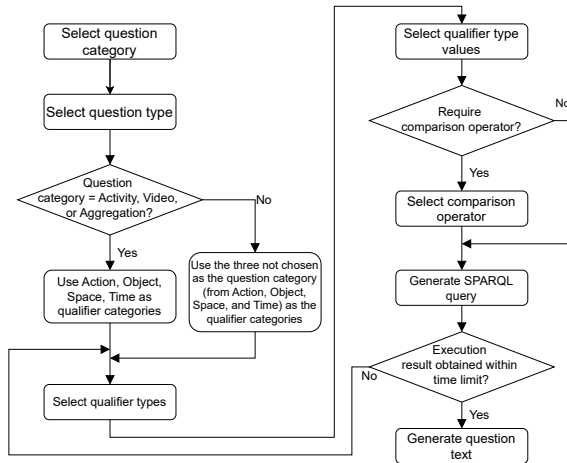 Select question
category
Select question type
Question
category = Activity, Video,
or Aggregation?
No
Yes
Use Action, Object,
Space, Time as
qualifier categories
Use the three not chosen
as the question category
(from Action, Object,
Space, and Time) as the
qualifier categories
Select qualifier types
Select qualifier type
values
Require
comparison operator?
No
Yes
Select comparison
operator
Generate SPARQL
query
Execution
result obtained within
time limit?
No
Yes
Generate question
text